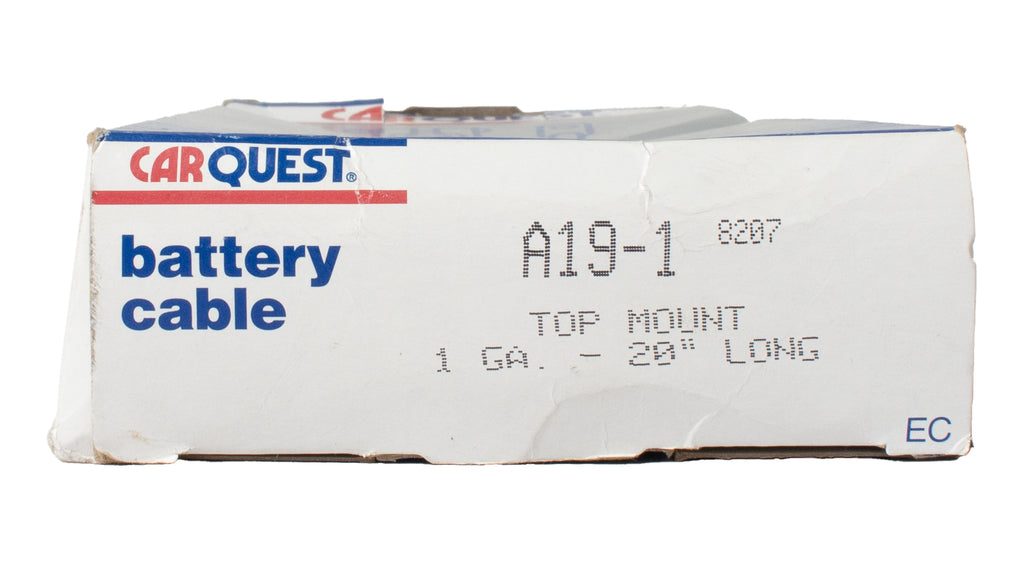 CARQUEST®
battery
cable
A19-1 8207
TOP MOUNT
1 GA. - 20" LONG
EC